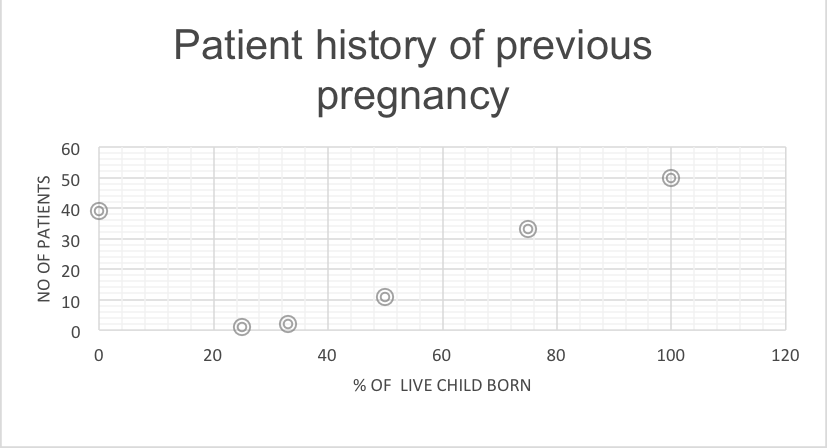 Patient history of previous
pregnancy
60
50
40
30
20
10
0
NO OF PATIENTS
0 20 40 60 80 100 120
% OF  LIVE CHILD BORN